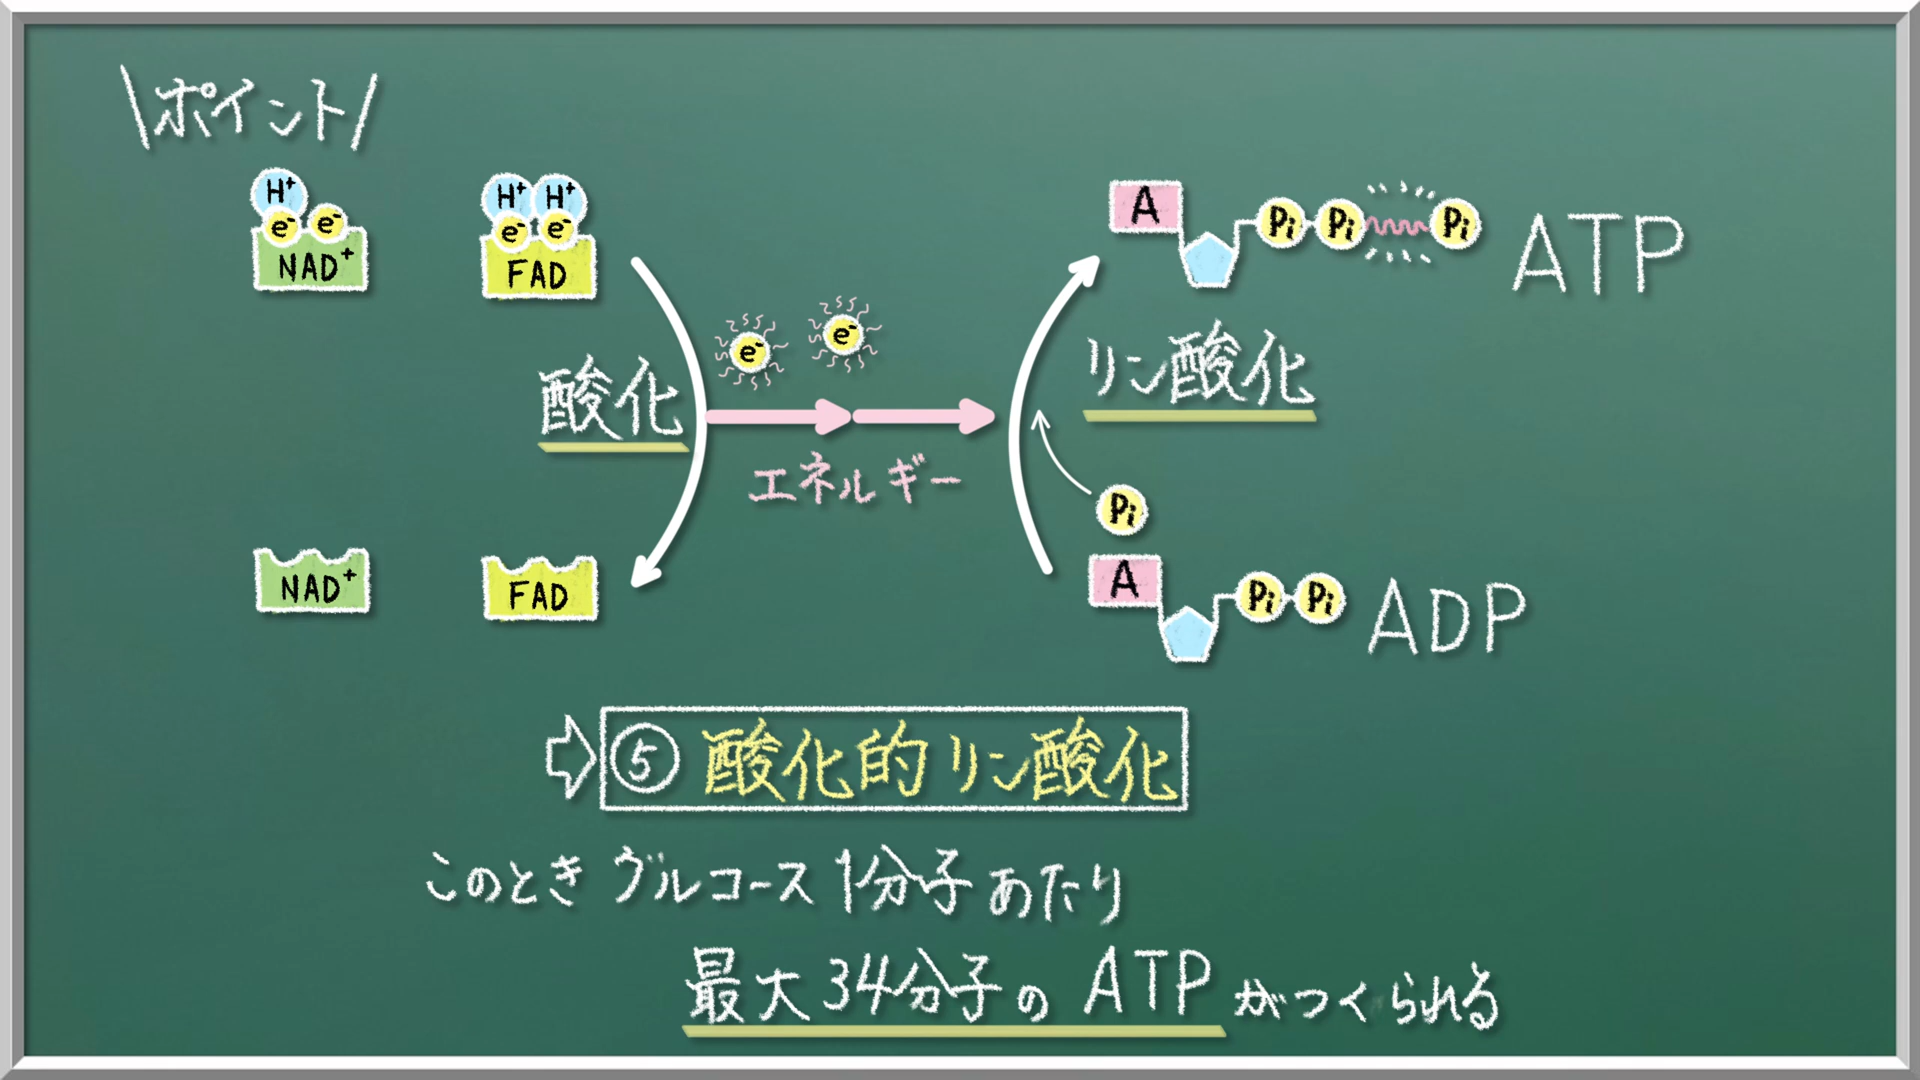 \ポイント/
H⁺ e⁻ e⁻ NAD⁺
H⁺ H⁺ e⁻ e⁻ FAD
A Pi Pi Pi ATP
e⁻ e⁻
酸化
エネルギー
リン酸化
Pi
NAD⁺
FAD
A Pi Pi ADP
⇨ ⑤ 酸化的リン酸化
このとき グルコース 1分子あたり
最大34分子の ATP がつくられる